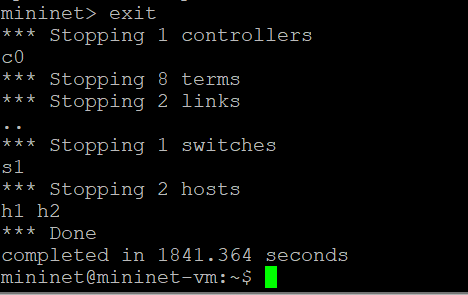 mininet> exit
*** Stopping 1 controllers
c0
*** Stopping 8 terms
*** Stopping 2 links
..
*** Stopping 1 switches
s1
*** Stopping 2 hosts
h1 h2
*** Done
completed in 1841.364 seconds
mininet@mininet-vm:~$